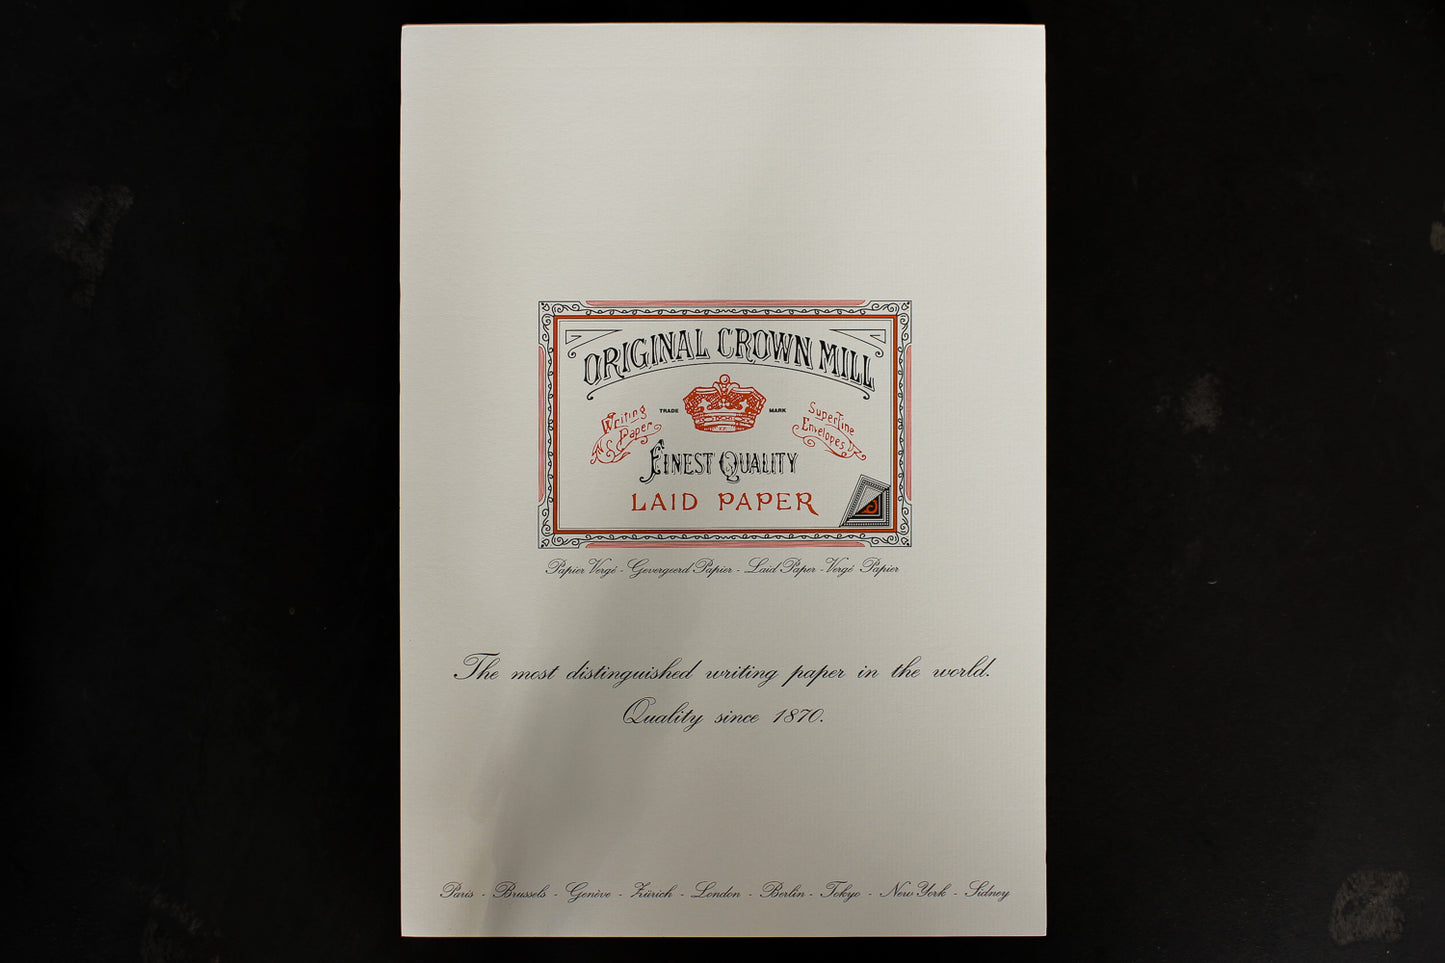 ORIGINAL CROWN MILL
TRADE MARK
Writing Paper
Superfine Envelopes
FINEST QUALITY
LAID PAPER
Papier Vergé - Gevergeerd Papier - Laid Paper - Vergé Papier
The most distinguished writing paper in the world.
Quality since 1870.
Paris - Brussels - Genève - Zürich - London - Berlin - Tokyo - New York - Sidney